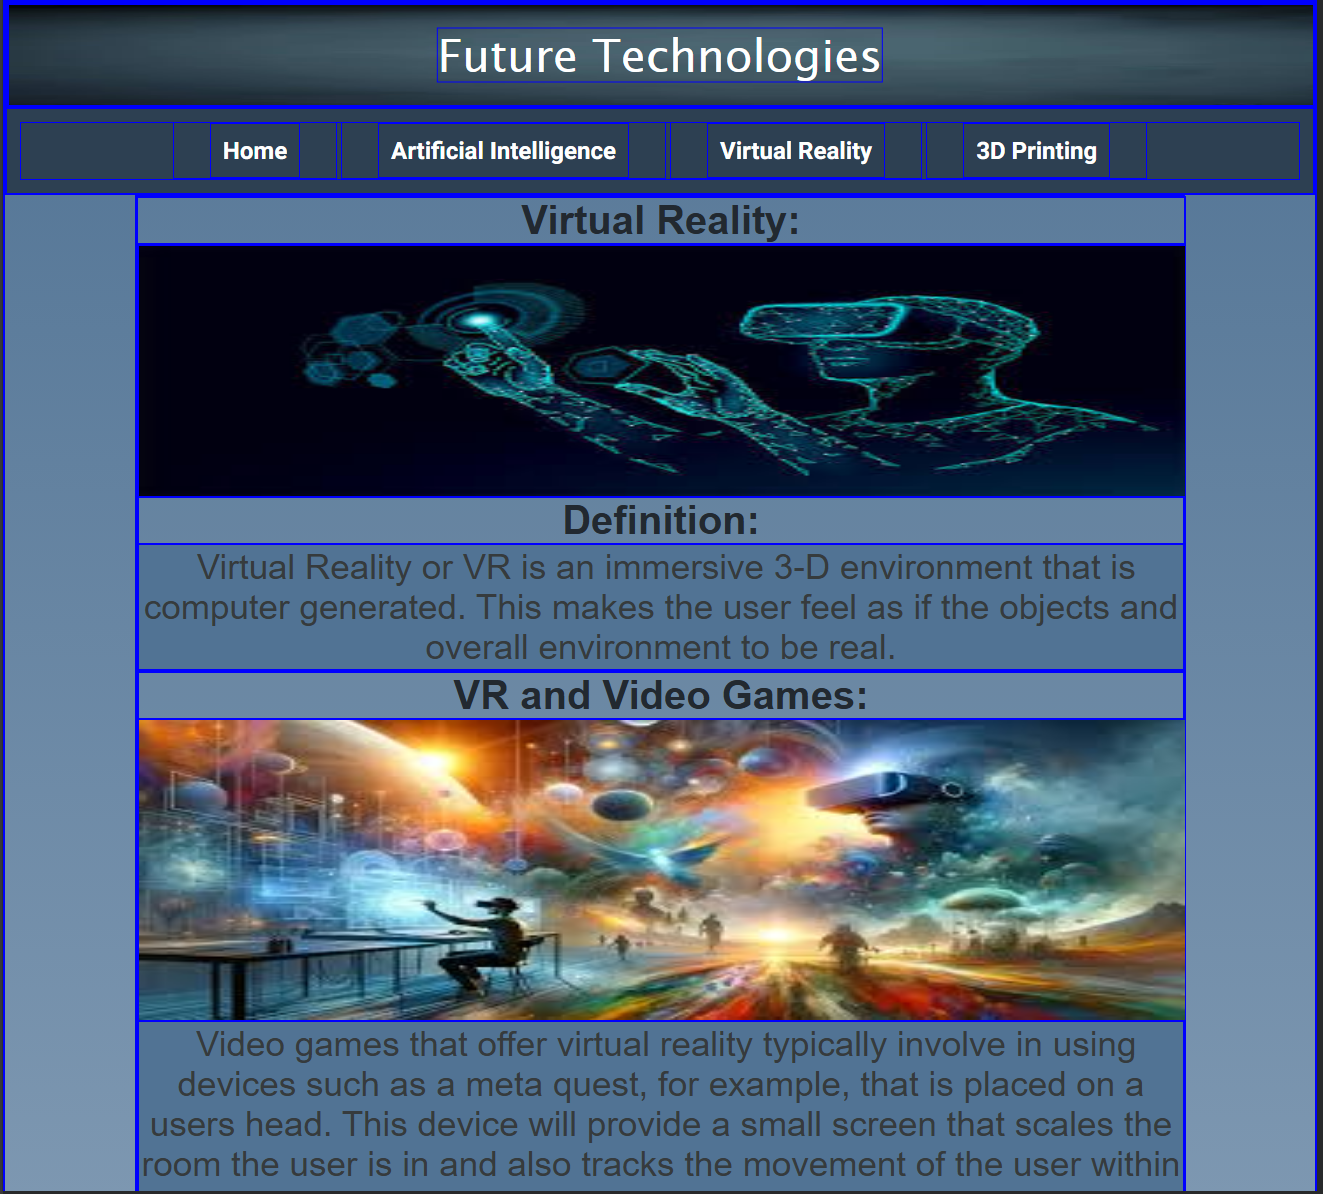 Future Technologies
Home Artificial Intelligence Virtual Reality 3D Printing
Virtual Reality:
Definition:
Virtual Reality or VR is an immersive 3-D environment that is
computer generated. This makes the user feel as if the objects and
overall environment to be real.
VR and Video Games:
Video games that offer virtual reality typically involve in using
devices such as a meta quest, for example, that is placed on a
users head. This device will provide a small screen that scales the
room the user is in and also tracks the movement of the user within